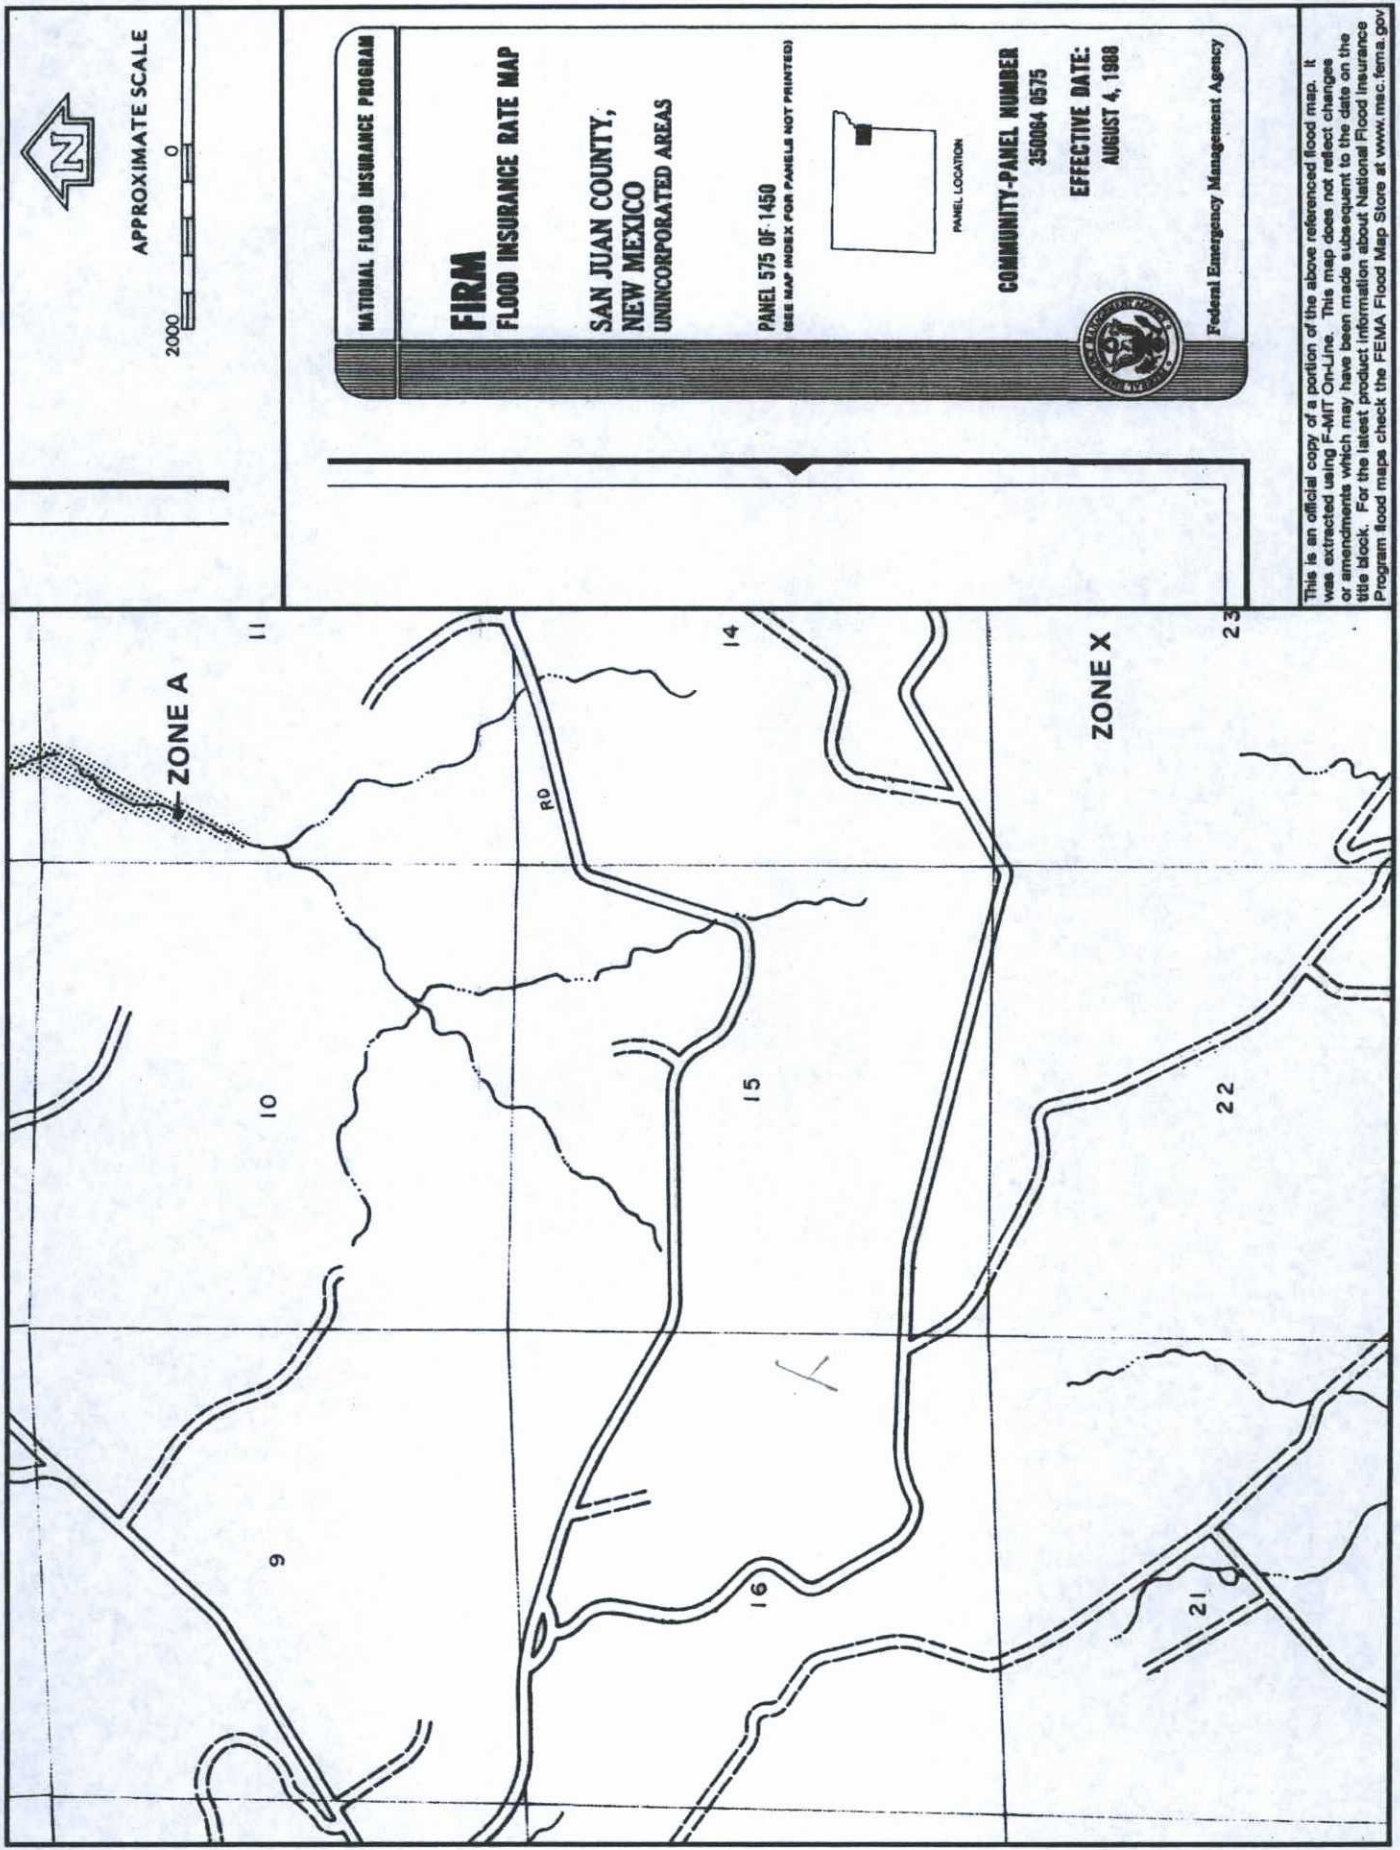 N
APPROXIMATE SCALE
2000 0
NATIONAL FLOOD INSURANCE PROGRAM
FIRM
FLOOD INSURANCE RATE MAP
SAN JUAN COUNTY,
NEW MEXICO
UNINCORPORATED AREAS
PANEL 575 OF 1450
(SEE MAP INDEX FOR PANELS NOT PRINTED)
PANEL LOCATION
COMMUNITY-PANEL NUMBER
350064 0575
EFFECTIVE DATE:
AUGUST 4, 1988
Federal Emergency Management Agency
This is an official copy of a portion of the above referenced flood map. It
was extracted using F-MIT On-Line. This map does not reflect changes
or amendments which may have been made subsequent to the date on the
title block. For the latest product information about National Flood Insurance
Program flood maps check the FEMA Flood Map Store at www.msc.fema.gov
ZONE A
11
10
9
RD
14
15
16
ZONE X
23
22
21